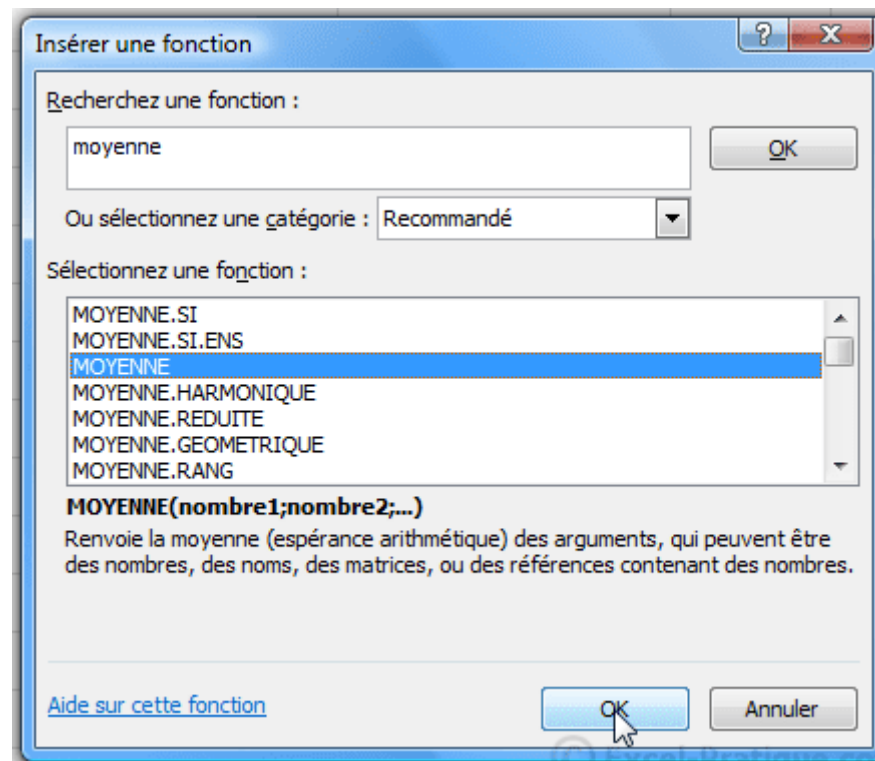 Insérer une fonction
Recherchez une fonction :
moyenne
OK
Ou sélectionnez une catégorie : Recommandé
Sélectionnez une fonction :
MOYENNE.SI
MOYENNE.SI.ENS
MOYENNE
MOYENNE.HARMONIQUE
MOYENNE.REDUITE
MOYENNE.GEOMETRIQUE
MOYENNE.RANG
MOYENNE(nombre1;nombre2;...)
Renvoie la moyenne (espérance arithmétique) des arguments, qui peuvent être
des nombres, des noms, des matrices, ou des références contenant des nombres.
Aide sur cette fonction
OK
Annuler
© Excel-Pratique.co